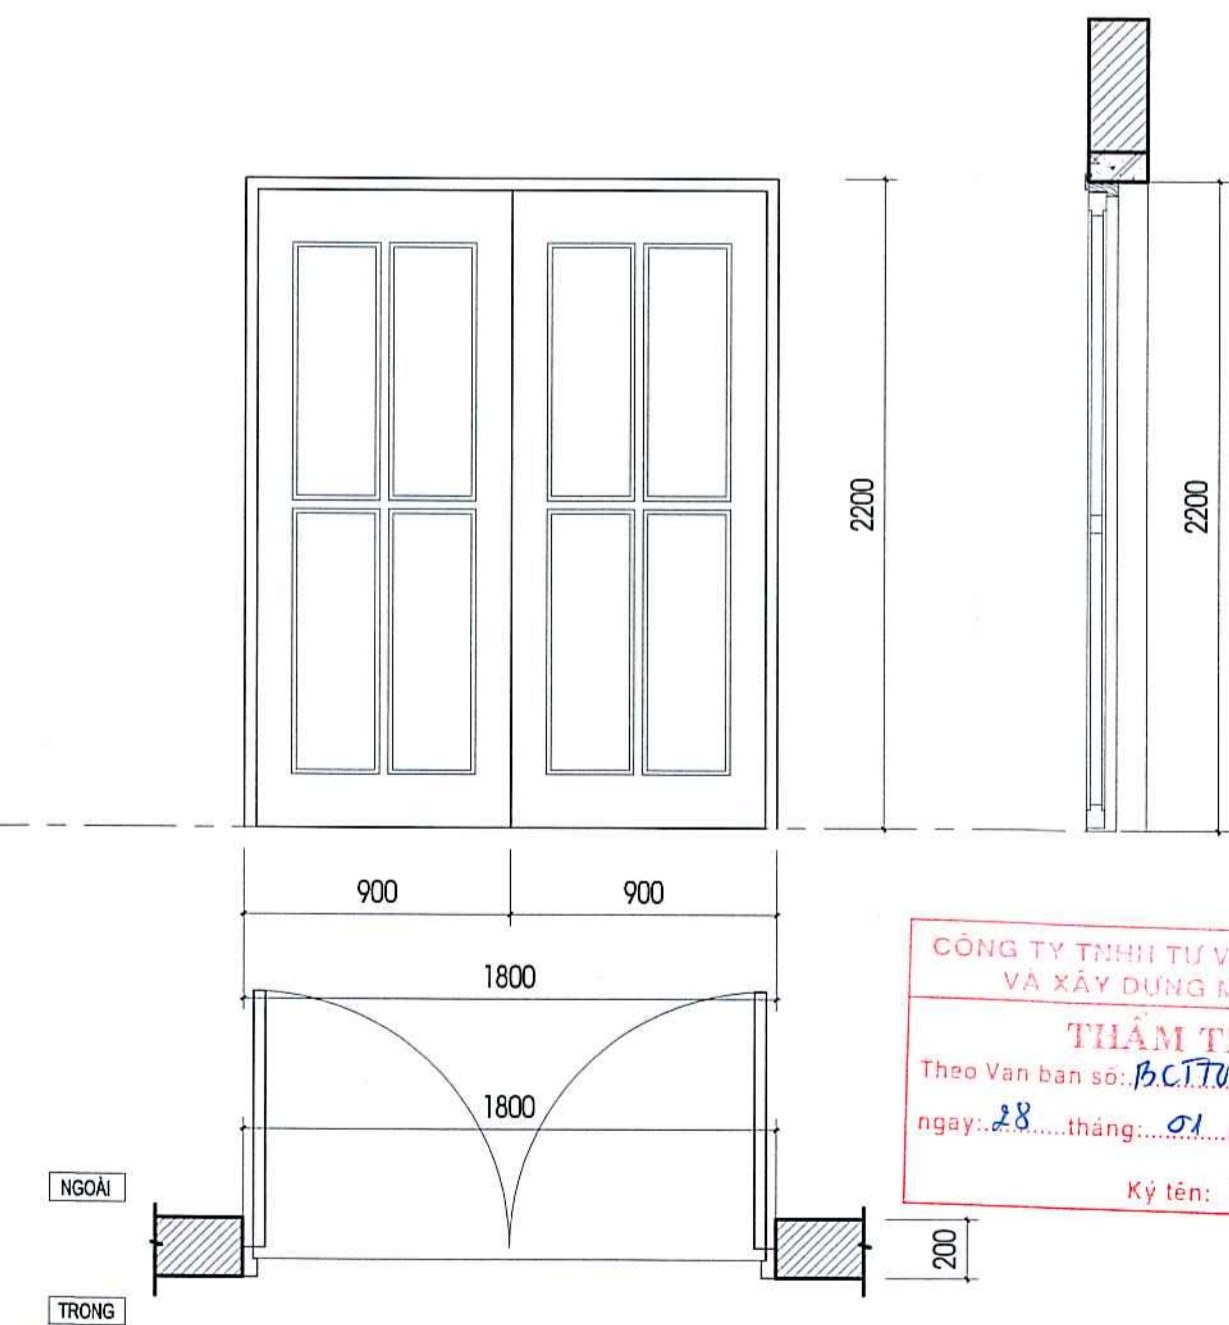 2200
2200
900 900
1800
1800
NGOÀI
TRONG
200
CÔNG TY TNHH TƯ V
VÀ XÂY DỰNG
THẨM T
Theo Văn bản số:
ngày: 28 tháng: 01
Ký tên: